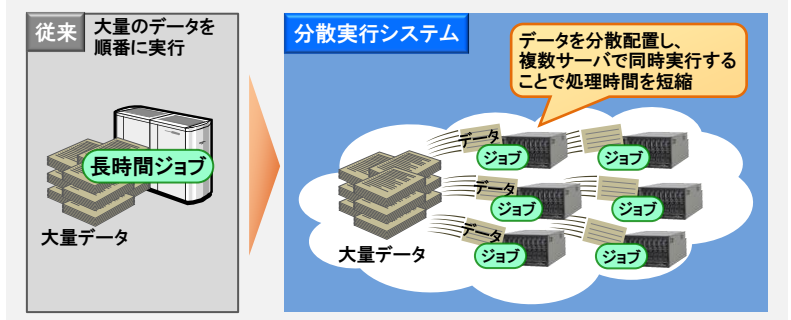 従来
大量のデータを
順番に実行
長時間ジョブ
大量データ
分散実行システム
データを分散配置し、
複数サーバで同時実行する
ことで処理時間を短縮
データ
ジョブ
ジョブ
データ
ジョブ
ジョブ
データ
ジョブ
ジョブ
大量データ